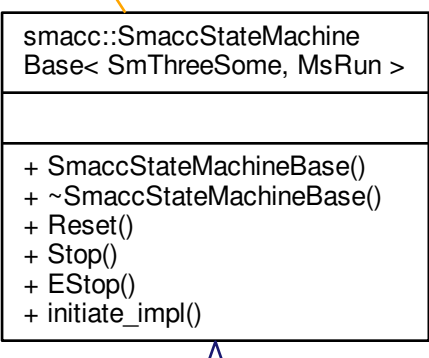 smacc::SmaccStateMachine
Base< SmThreeSome, MsRun >
+ SmaccStateMachineBase()
+ ~SmaccStateMachineBase()
+ Reset()
+ Stop()
+ EStop()
+ initiate_impl()